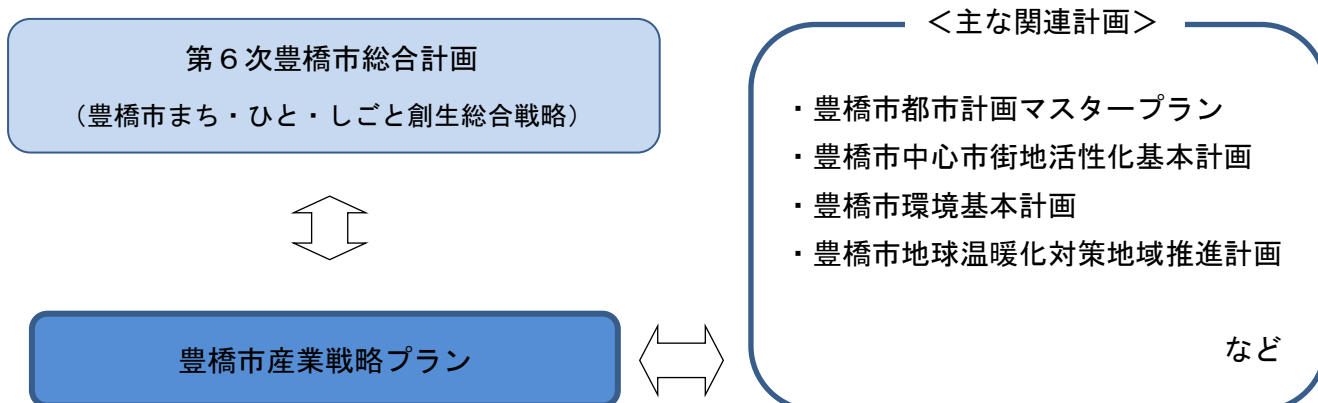 第６次豊橋市総合計画
（豊橋市まち・ひと・しごと創生総合戦略）
豊橋市産業戦略プラン
＜主な関連計画＞
・豊橋市都市計画マスタープラン
・豊橋市中心市街地活性化基本計画
・豊橋市環境基本計画
・豊橋市地球温暖化対策地域推進計画
など